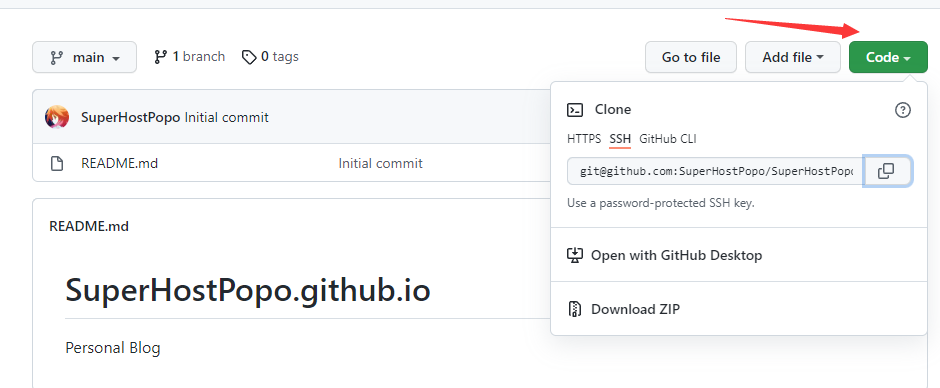 main 1 branch 0 tags Go to file Add file Code
SuperHostPopo Initial commit
README.md Initial commit
README.md
SuperHostPopo.github.io
Personal Blog
Clone
HTTPS SSH GitHub CLI
git@github.com:SuperHostPopo/SuperHostPopo
Use a password-protected SSH key.
Open with GitHub Desktop
Download ZIP